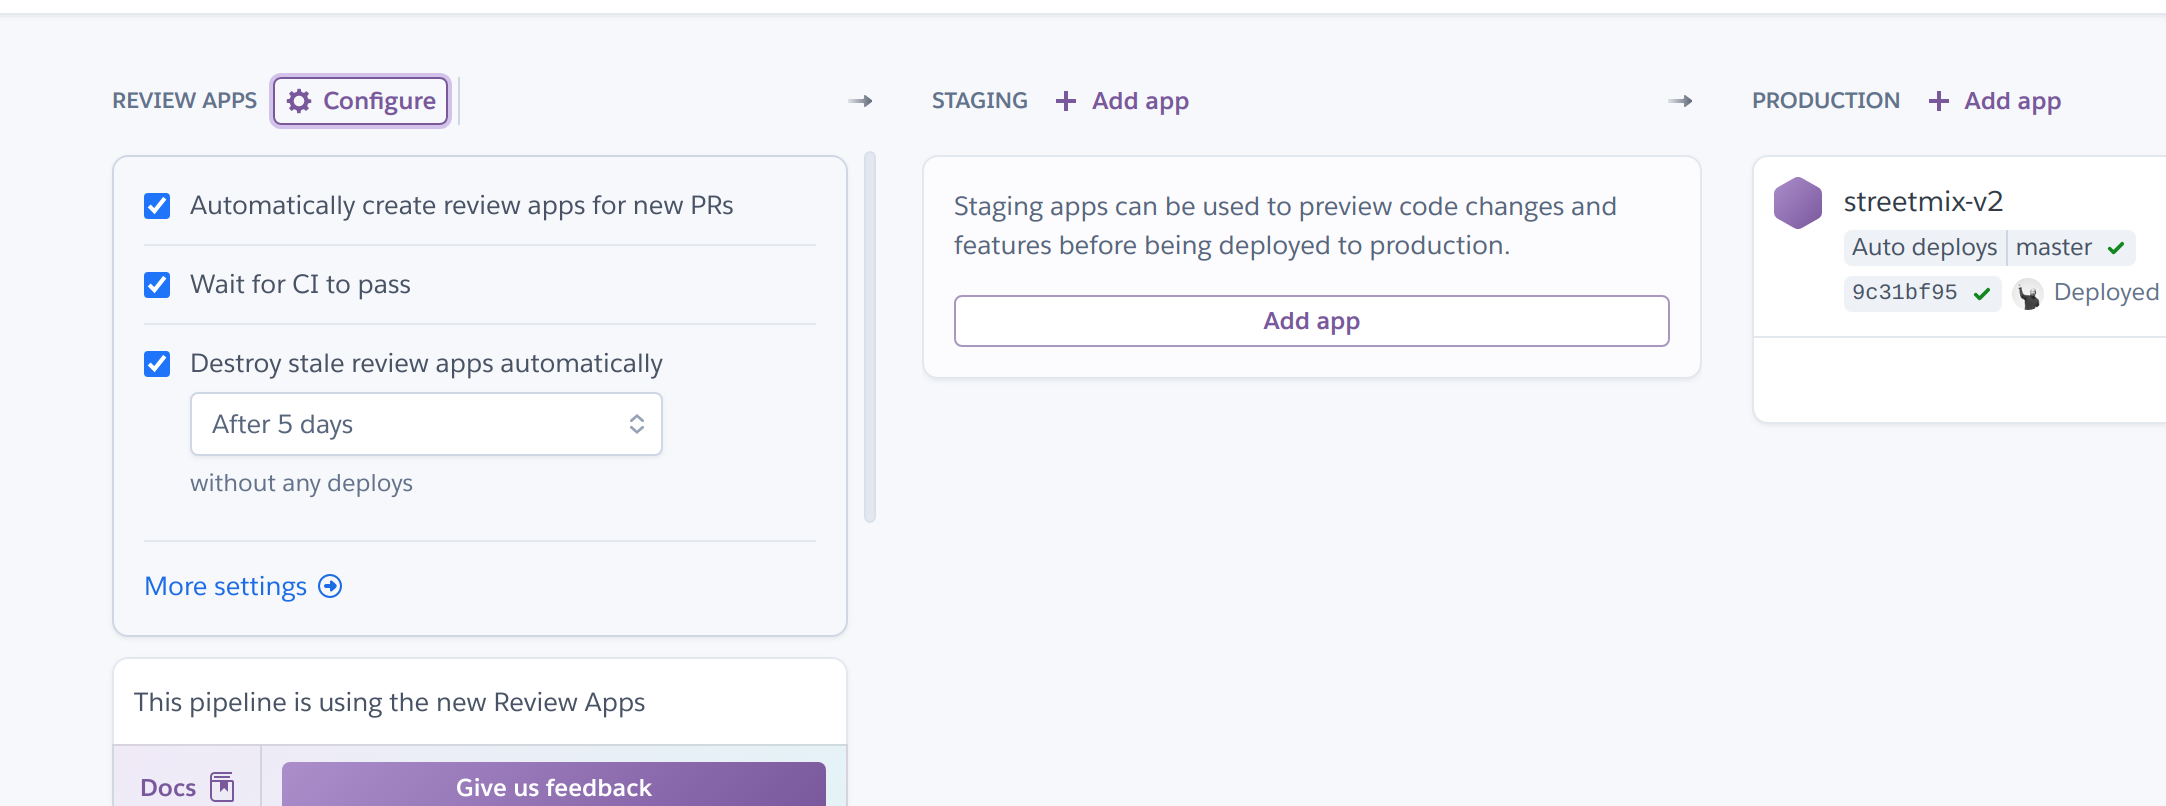 REVIEW APPS Configure
Automatically create review apps for new PRs
Wait for CI to pass
Destroy stale review apps automatically
After 5 days
without any deploys
More settings
This pipeline is using the new Review Apps
Docs Give us feedback
STAGING + Add app
Staging apps can be used to preview code changes and
features before being deployed to production.
Add app
PRODUCTION + Add app
streetmix-v2
Auto deploys master
9c31bf95 Deployed